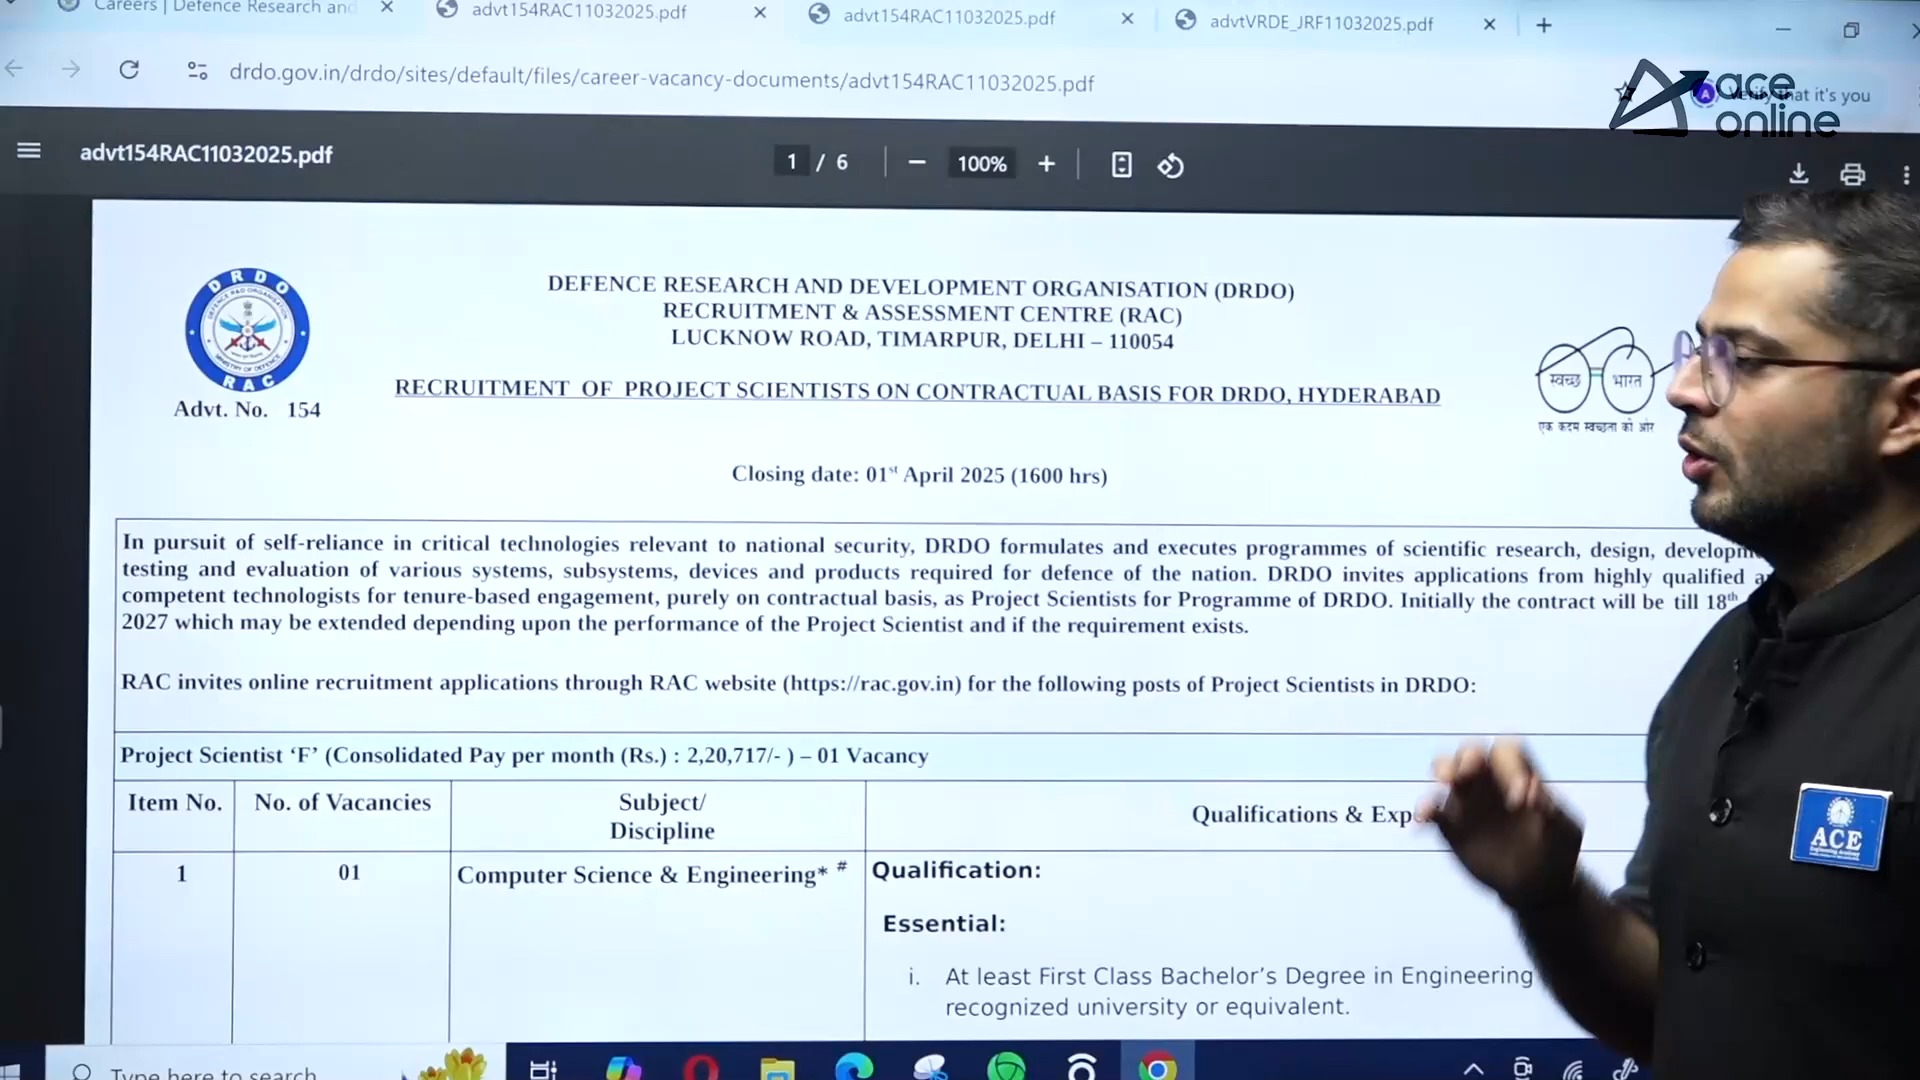 Careers | Defence Research and
advt154RAC11032025.pdf
advt154RAC11032025.pdf
advtVRDE_JRF11032025.pdf
drdo.gov.in/drdo/sites/default/files/career-vacancy-documents/advt154RAC11032025.pdf
A
Verify that it's you
ace
online
advt154RAC11032025.pdf
1 / 6
100%
DRDO
RAC
Advt. No. 154
DEFENCE RESEARCH AND DEVELOPMENT ORGANISATION (DRDO)
RECRUITMENT & ASSESSMENT CENTRE (RAC)
LUCKNOW ROAD, TIMARPUR, DELHI – 110054
RECRUITMENT OF PROJECT SCIENTISTS ON CONTRACTUAL BASIS FOR DRDO, HYDERABAD
स्वच्छ भारत
एक कदम स्वच्छता की ओर
Closing date: 01st April 2025 (1600 hrs)
In pursuit of self-reliance in critical technologies relevant to national security, DRDO formulates and executes programmes of scientific research, design,
testing and evaluation of various systems, subsystems, devices and products required for defence of the nation. DRDO invites applications from highly qualified
competent technologists for tenure-based engagement, purely on contractual basis, as Project Scientists for Programme of DRDO. Initially the contract will be till 18th
2027 which may be extended depending upon the performance of the Project Scientist and if the requirement exists.
RAC invites online recruitment applications through RAC website (https://rac.gov.in) for the following posts of Project Scientists in DRDO:
Project Scientist ‘F’ (Consolidated Pay per month (Rs.) : 2,20,717/- ) – 01 Vacancy
Item No.
No. of Vacancies
Subject/
Discipline
Qualifications &
1
01
Computer Science & Engineering* #
Qualification:
Essential:
i. At least First Class Bachelor’s Degree in Engineering
recognized university or equivalent.
ACE
Type here to search